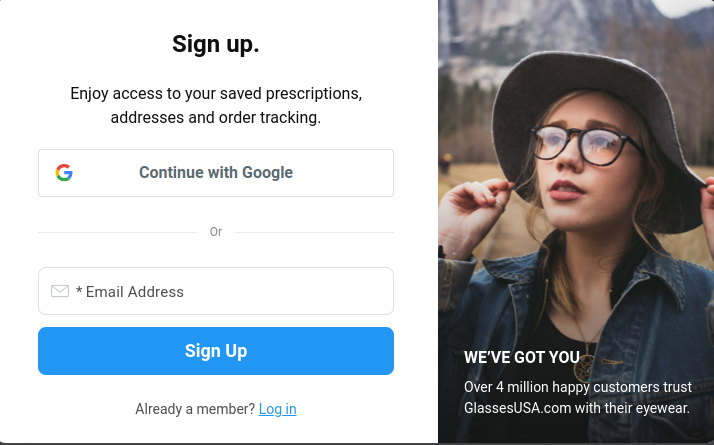 Sign up.
Enjoy access to your saved prescriptions,
addresses and order tracking.
Continue with Google
Or
* Email Address
Sign Up
Already a member? Log in
WE'VE GOT YOU
Over 4 million happy customers trust
GlassesUSA.com with their eyewear.